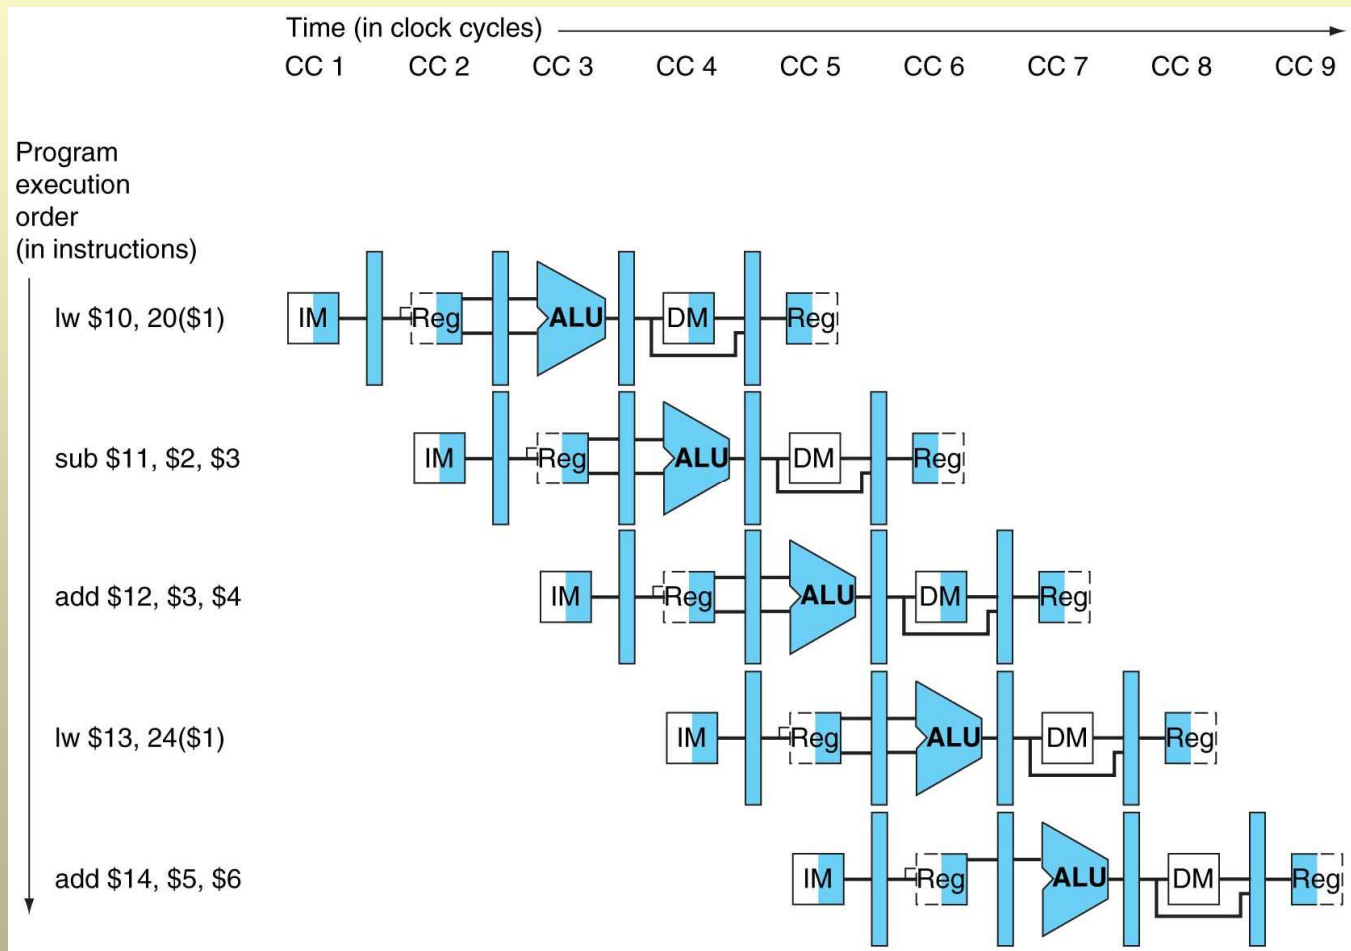 Time (in clock cycles)
CC 1 CC 2 CC 3 CC 4 CC 5 CC 6 CC 7 CC 8 CC 9
Program
execution
order
(in instructions)
lw $10, 20($1) IM Reg ALU DM Reg
sub $11, $2, $3 IM Reg ALU DM Reg
add $12, $3, $4 IM Reg ALU DM Reg
lw $13, 24($1) IM Reg ALU DM Reg
add $14, $5, $6 IM Reg ALU DM Reg